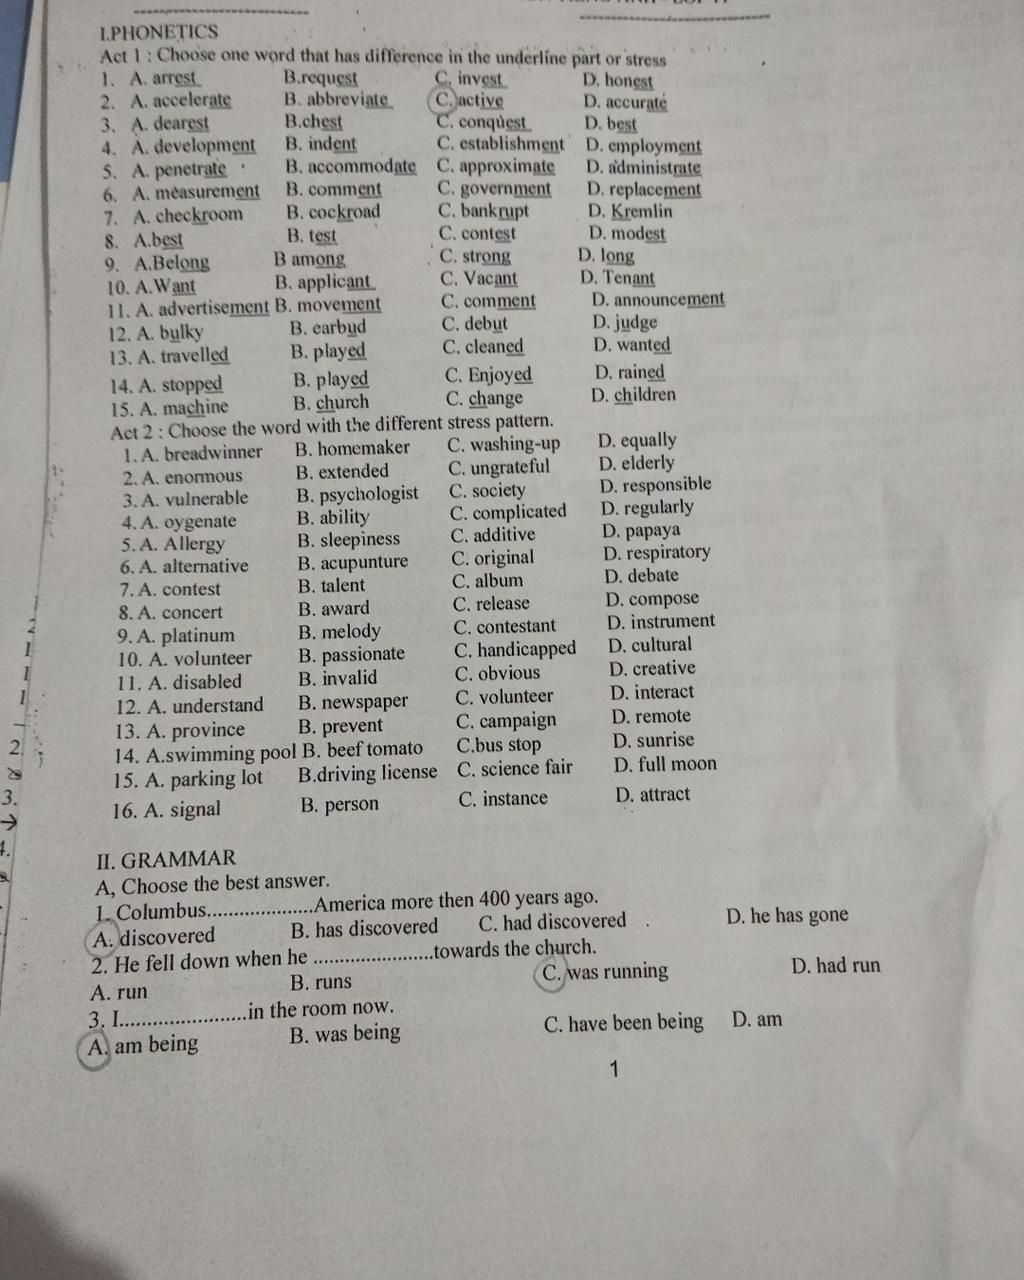 I.PHONETICS
Act 1 : Choose one word that has difference in the underline part or stress
1. A. arrest B.request C. invest D. honest
2. A. accelerate B. abbreviate C. active D. accurate
3. A. dearest B.chest C. conquest D. best
4. A. development B. indent C. establishment D. employment
5. A. penetrate B. accommodate C. approximate D. administrate
6. A. measurement B. comment C. government D. replacement
7. A. checkroom B. cockroad C. bankrupt D. Kremlin
8. A.best B. test C. contest D. modest
9. A.Belong B among C. strong D. long
10. A.Want B. applicant C. Vacant D. Tenant
11. A. advertisement B. movement C. comment D. announcement
12. A. bulky B. earbud C. debut D. judge
13. A. travelled B. played C. cleaned D. wanted
14. A. stopped B. played C. Enjoyed D. rained
15. A. machine B. church C. change D. children
Act 2 : Choose the word with the different stress pattern.
1. A. breadwinner B. homemaker C. washing-up D. equally
2. A. enormous B. extended C. ungrateful D. elderly
3. A. vulnerable B. psychologist C. society D. responsible
4. A. oygenate B. ability C. complicated D. regularly
5. A. Allergy B. sleepiness C. additive D. papaya
6. A. alternative B. acupunture C. original D. respiratory
7. A. contest B. talent C. album D. debate
8. A. concert B. award C. release D. compose
9. A. platinum B. melody C. contestant D. instrument
10. A. volunteer B. passionate C. handicapped D. cultural
11. A. disabled B. invalid C. obvious D. creative
12. A. understand B. newspaper C. volunteer D. interact
13. A. province B. prevent C. campaign D. remote
14. A.swimming pool B. beef tomato C.bus stop D. sunrise
15. A. parking lot B.driving license C. science fair D. full moon
16. A. signal B. person C. instance D. attract
II. GRAMMAR
A, Choose the best answer.
1. Columbus....................America more then 400 years ago.
A. discovered B. has discovered C. had discovered . D. he has gone
2. He fell down when he ......................towards the church.
A. run B. runs C. was running D. had run
3. I.......................in the room now.
A. am being B. was being C. have been being D. am
1